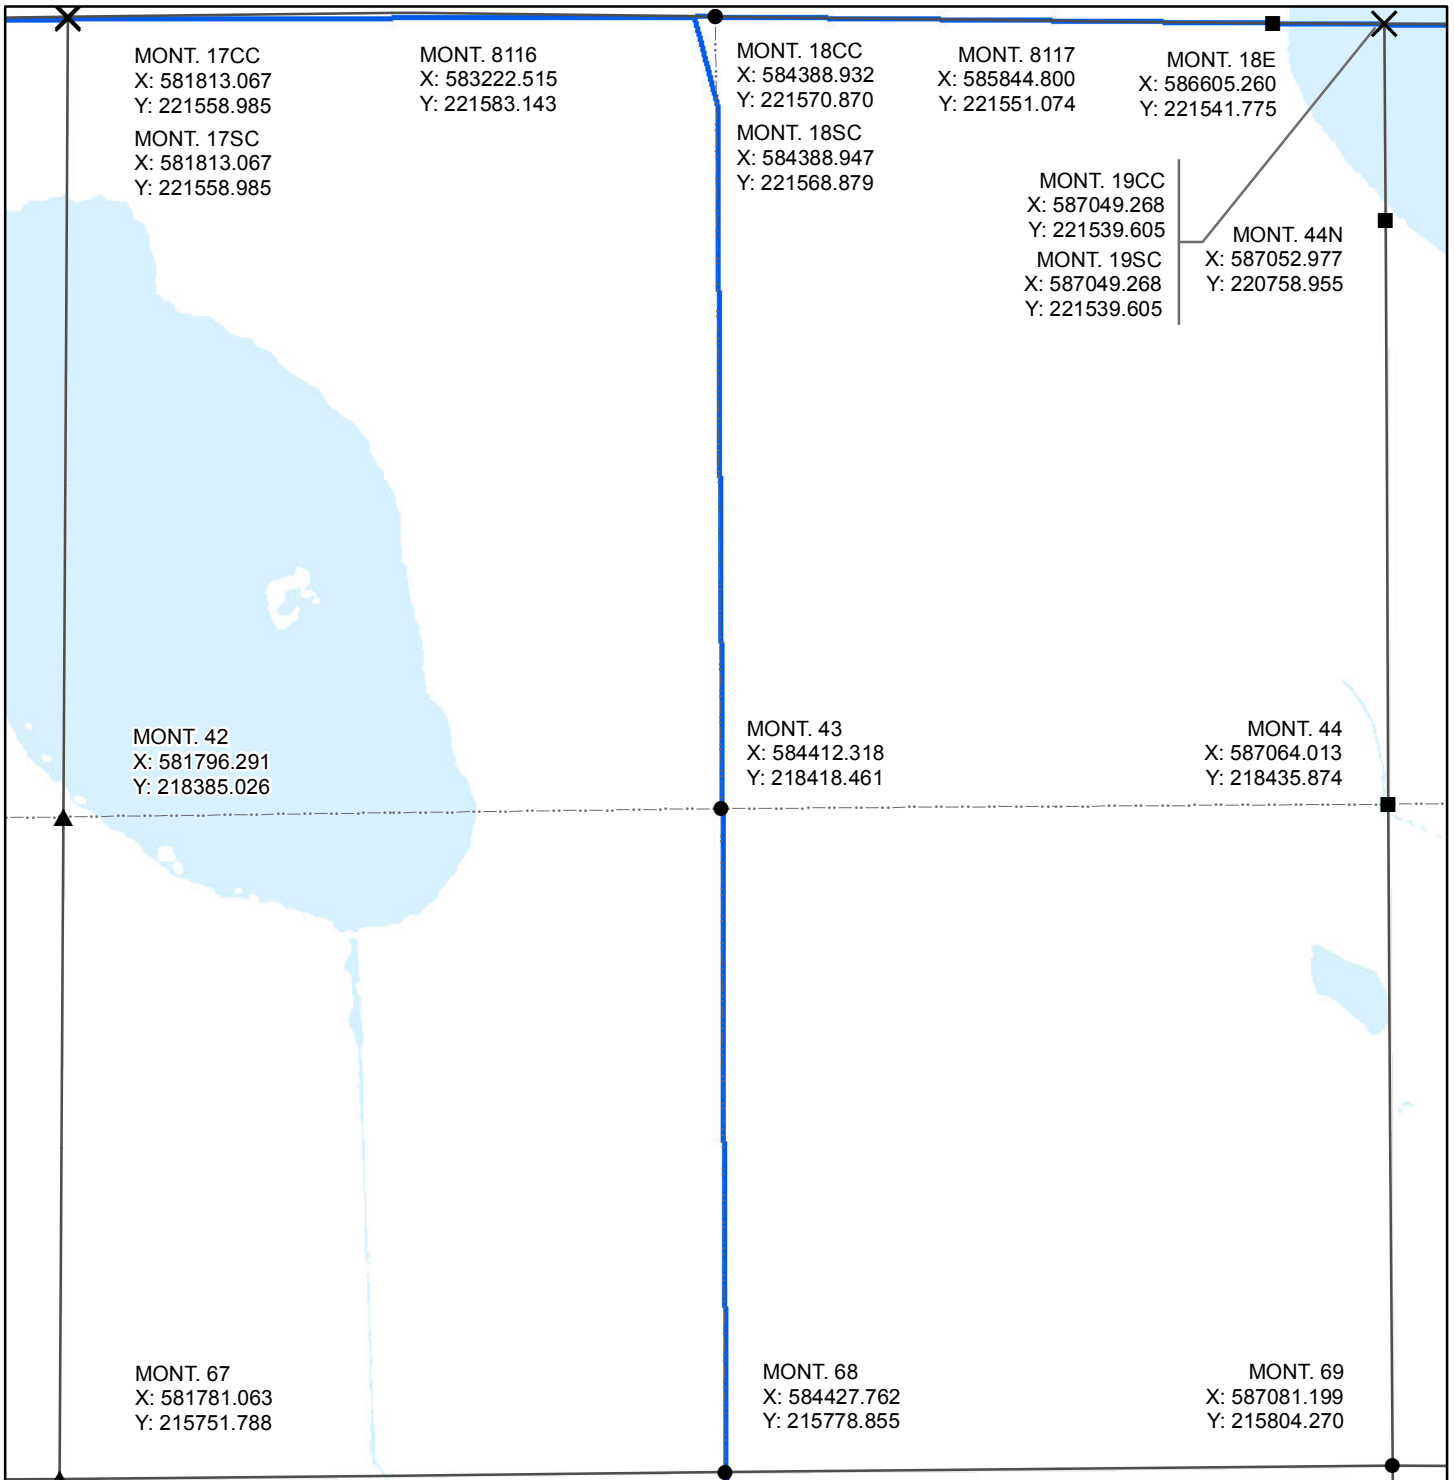 MONT. 17CC
X: 581813.067
Y: 221558.985
MONT. 17SC
X: 581813.067
Y: 221558.985
MONT. 8116
X: 583222.515
Y: 221583.143
MONT. 18CC
X: 584388.932
Y: 221570.870
MONT. 18SC
X: 584388.947
Y: 221568.879
MONT. 8117
X: 585844.800
Y: 221551.074
MONT. 18E
X: 586605.260
Y: 221541.775
MONT. 19CC
X: 587049.268
Y: 221539.605
MONT. 19SC
X: 587049.268
Y: 221539.605
MONT. 44N
X: 587052.977
Y: 220758.955
MONT. 42
X: 581796.291
Y: 218385.026
MONT. 43
X: 584412.318
Y: 218418.461
MONT. 44
X: 587064.013
Y: 218435.874
MONT. 67
X: 581781.063
Y: 215751.788
MONT. 68
X: 584427.762
Y: 215778.855
MONT. 69
X: 587081.199
Y: 215804.270